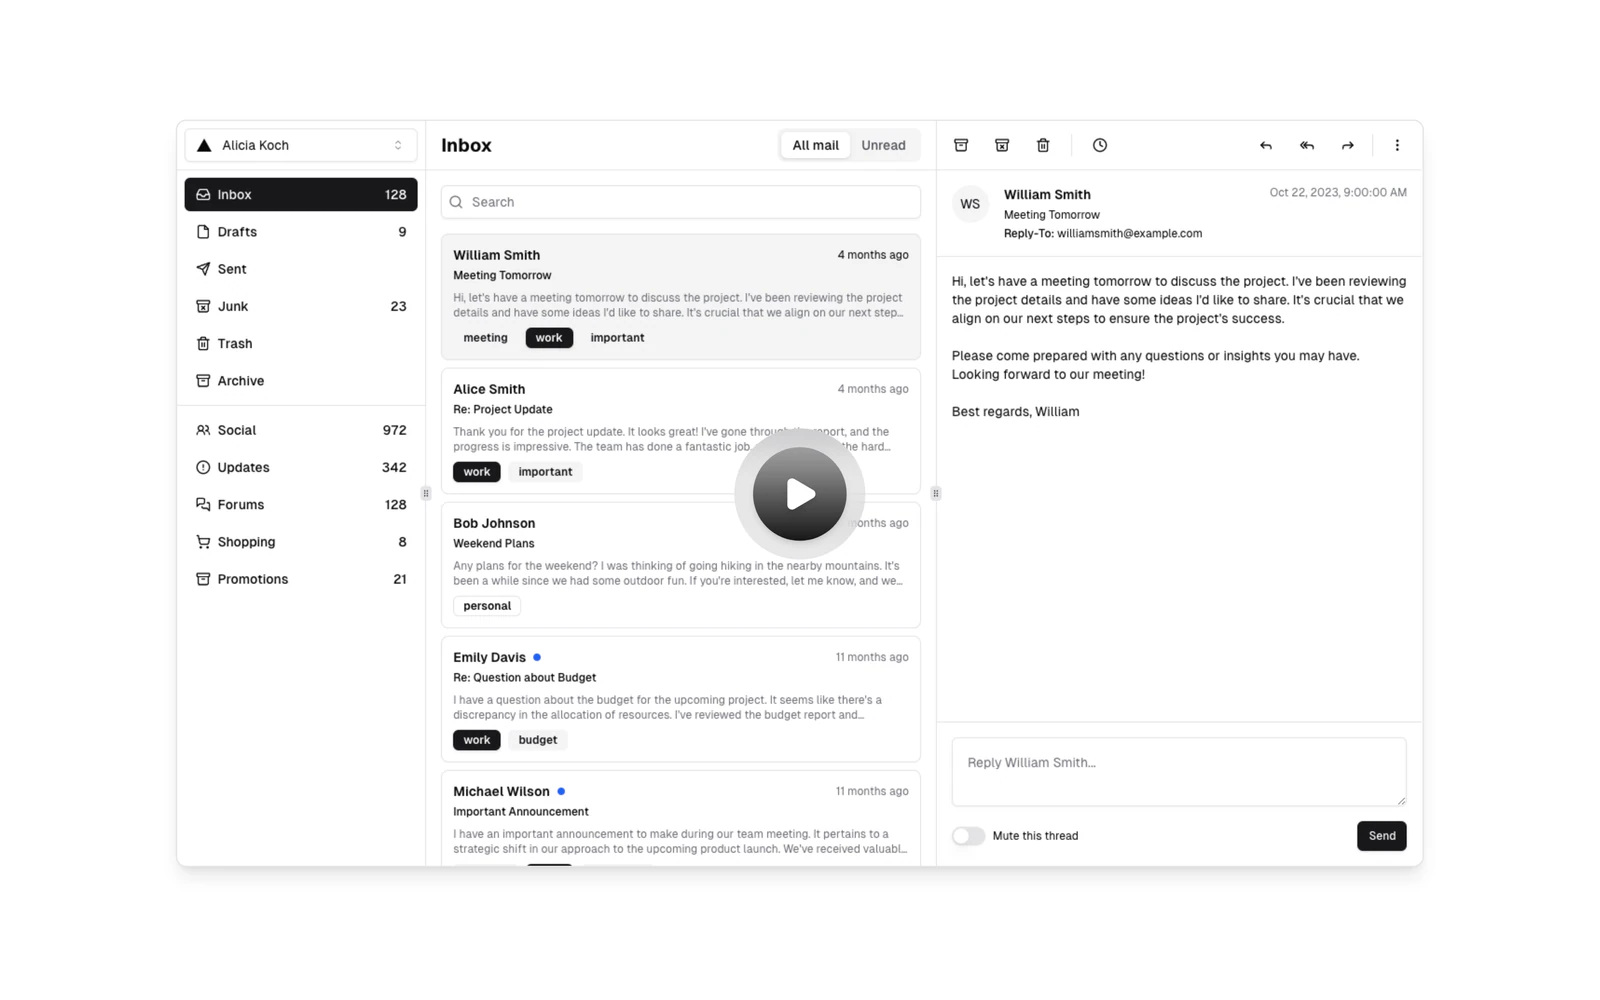 Alicia Koch
Inbox 128
Drafts 9
Sent
Junk 23
Trash
Archive
Social 972
Updates 342
Forums 128
Shopping 8
Promotions 21
Inbox
All mail Unread
Search
William Smith 4 months ago
Meeting Tomorrow
Hi, let's have a meeting tomorrow to discuss the project. I've been reviewing the project
details and have some ideas I'd like to share. It's crucial that we align on our next step...
meeting work important
Alice Smith 4 months ago
Re: Project Update
Thank you for the project update. It looks great! I've gone through the report, and the
progress is impressive. The team has done a fantastic job, the hard...
work important
Bob Johnson months ago
Weekend Plans
Any plans for the weekend? I was thinking of going hiking in the nearby mountains. It's
been a while since we had some outdoor fun. If you're interested, let me know, and we...
personal
Emily Davis 11 months ago
Re: Question about Budget
I have a question about the budget for the upcoming project. It seems like there's a
discrepancy in the allocation of resources. I've reviewed the budget report and...
work budget
Michael Wilson 11 months ago
Important Announcement
I have an important announcement to make during our team meeting. It pertains to a
strategic shift in our approach to the upcoming product launch. We've received valuabl...
WS
William Smith Oct 22, 2023, 9:00:00 AM
Meeting Tomorrow
Reply-To: williamsmith@example.com
Hi, let's have a meeting tomorrow to discuss the project. I've been reviewing
the project details and have some ideas I'd like to share. It's crucial that we
align on our next steps to ensure the project's success.
Please come prepared with any questions or insights you may have.
Looking forward to our meeting!
Best regards, William
Reply William Smith...
Mute this thread
Send